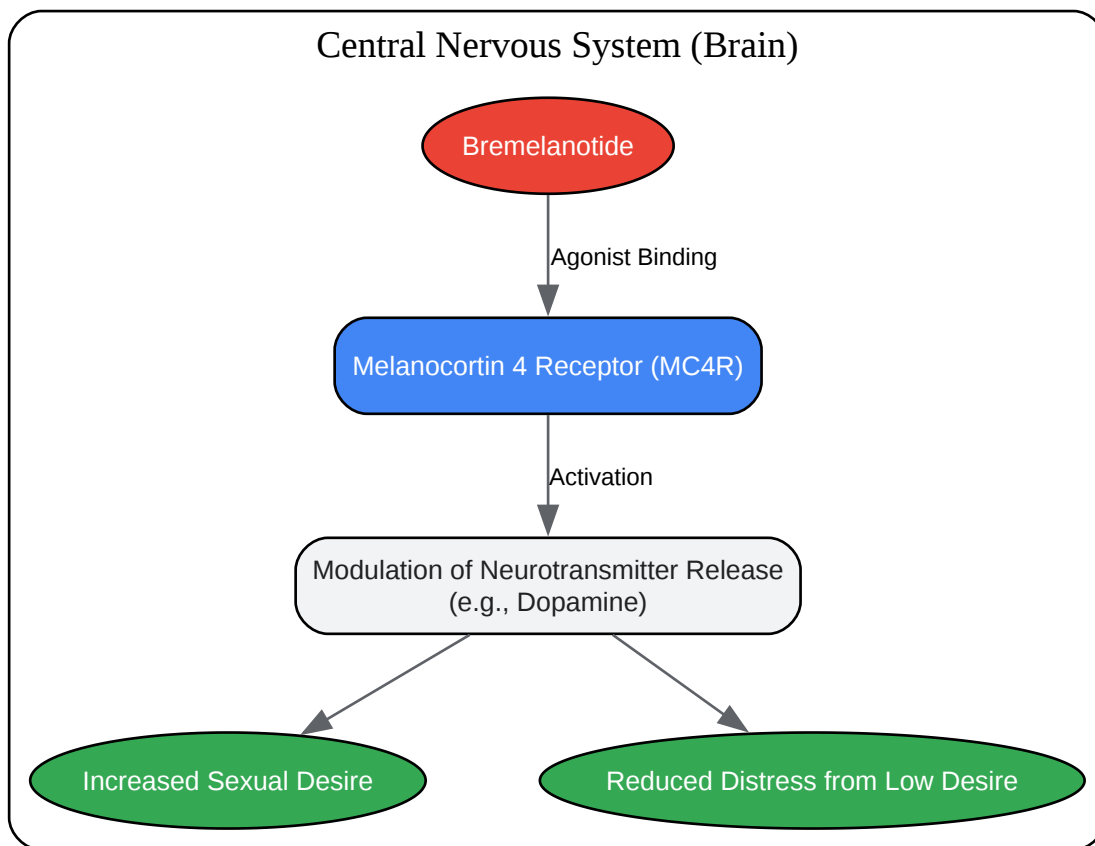 Central Nervous System (Brain)
Bremelanotide
Agonist Binding
Melanocortin 4 Receptor (MC4R)
Activation
Modulation of Neurotransmitter Release
(e.g., Dopamine)
Increased Sexual Desire
Reduced Distress from Low Desire